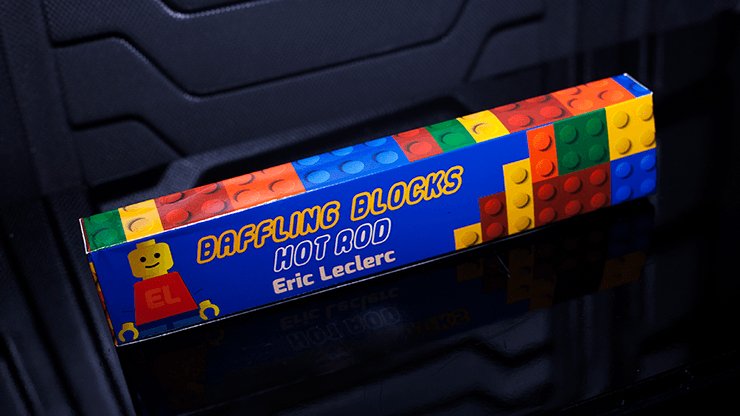 BAFFLING BLOCKS
HOT ROD
Eric Leclerc
EL